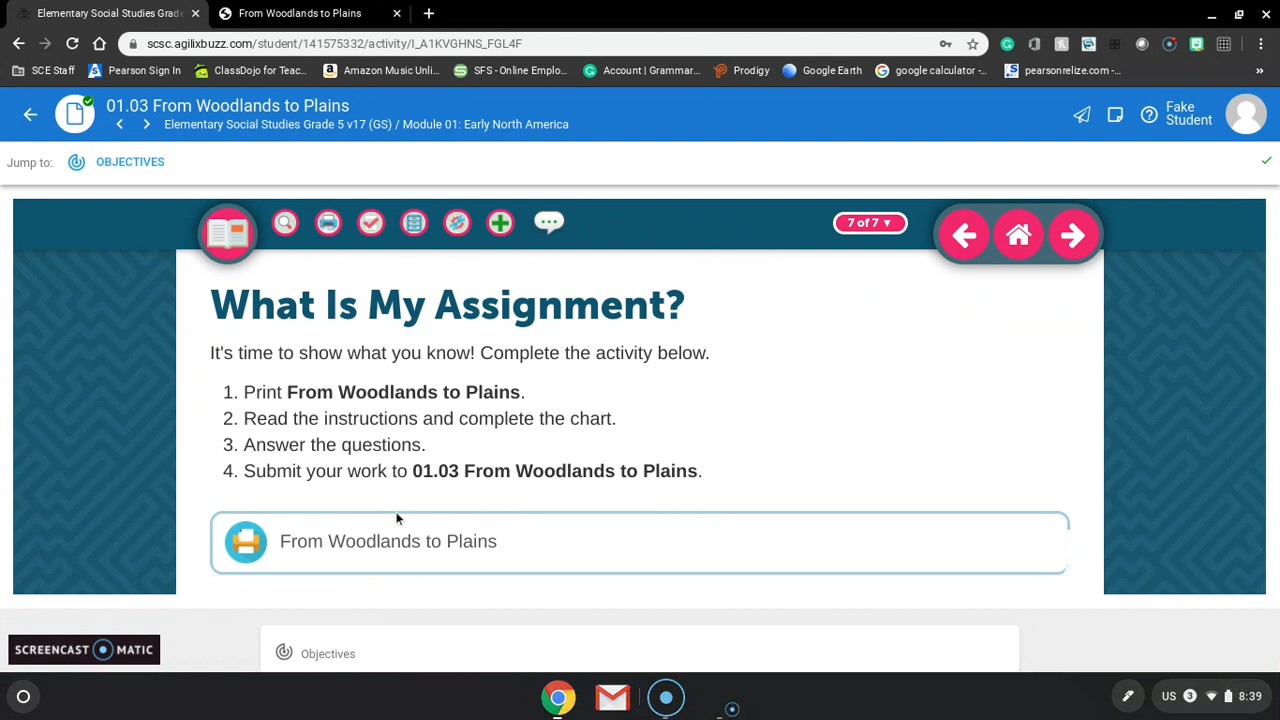 Elementary Social Studies Grade
From Woodlands to Plains
scsc.agilixbuzz.com/student/141575332/activity/I_A1KVGHNS_FGL4F
SCE Staff
Pearson Sign In
ClassDojo for Teac...
Amazon Music Unli...
SFS - Online Emplo...
Account | Grammar...
Prodigy
Google Earth
google calculator -...
pearsonrelize.com -...
»
01.03 From Woodlands to Plains
Elementary Social Studies Grade 5 v17 (GS) / Module 01: Early North America
Fake
Student
Jump to:
OBJECTIVES
7 of 7 ▼
What Is My Assignment?
It's time to show what you know! Complete the activity below.
1. Print From Woodlands to Plains.
2. Read the instructions and complete the chart.
3. Answer the questions.
4. Submit your work to 01.03 From Woodlands to Plains.
From Woodlands to Plains
Objectives
SCREENCAST MATIC
US
3
8:39